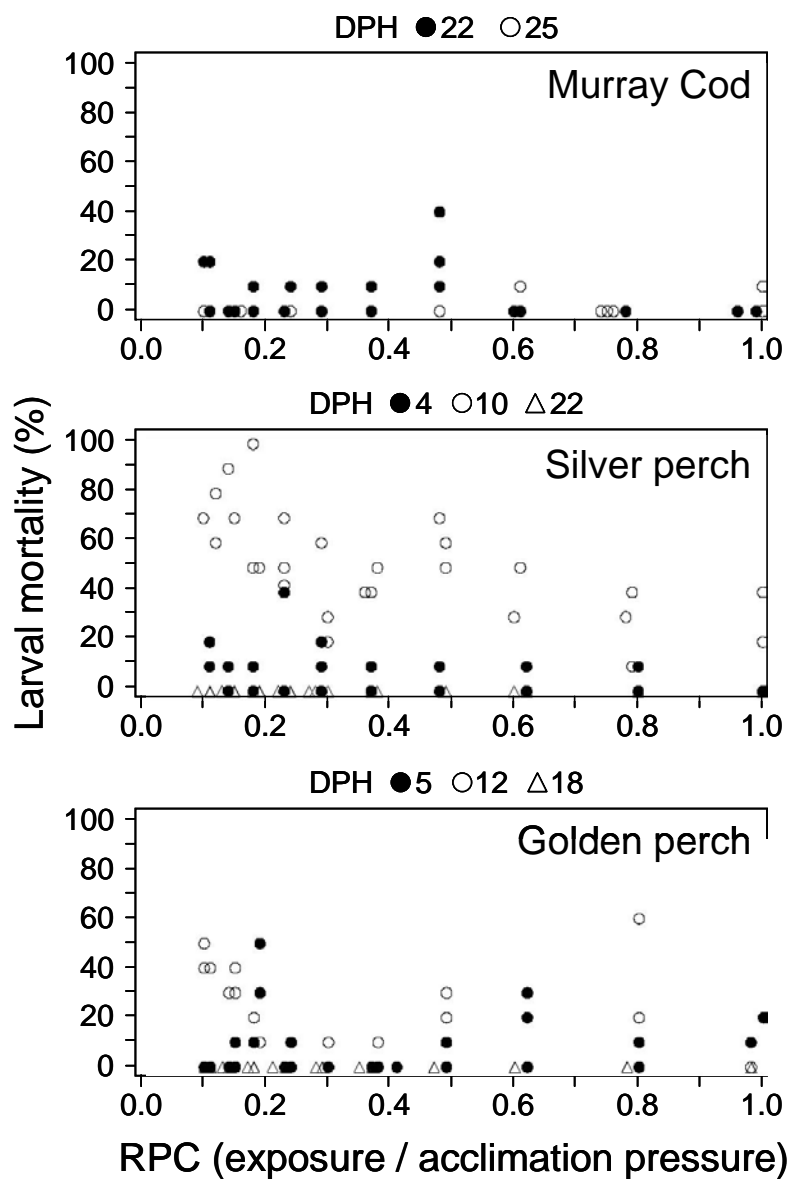 DPH ●22 ○25
Murray Cod
100
80
60
40
20
0
0.0 0.2 0.4 0.6 0.8 1.0
DPH ●4 ○10 △22
Silver perch
100
80
60
40
20
0
0.0 0.2 0.4 0.6 0.8 1.0
Larval mortality (%)
DPH ●5 ○12 △18
Golden perch
100
80
60
40
20
0
0.0 0.2 0.4 0.6 0.8 1.0
RPC (exposure / acclimation pressure)